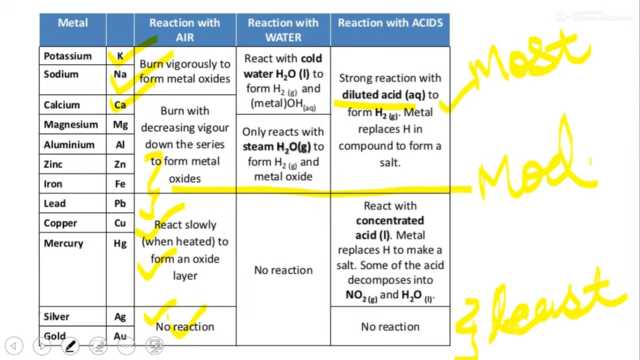 Metal Reaction with AIR Reaction with WATER Reaction with ACIDS
Potassium K
Sodium Na
Calcium Ca
Magnesium Mg
Aluminium Al
Zinc Zn
Iron Fe
Lead Pb
Copper Cu
Mercury Hg
Silver Ag
Gold Au
Burn vigorously to
form metal oxides
Burn with
decreasing vigour
down the series
to form metal
oxides
React slowly
(when heated) to
form an oxide
layer
No reaction
React with cold
water H2O (l) to
form H2 (g) and
(metal)OH(aq)
Only reacts with
steam H2O(g) to
form H2 (g) and
metal oxide
No reaction
Strong reaction with
diluted acid (aq) to
form H2 (g). Metal
replaces H in
compound to form a
salt.
React with
concentrated
acid (l). Metal
replaces H to make a
salt. Some of the acid
decomposes into
NO2(g) and H2O (l).
No reaction
Most
Mod.
least